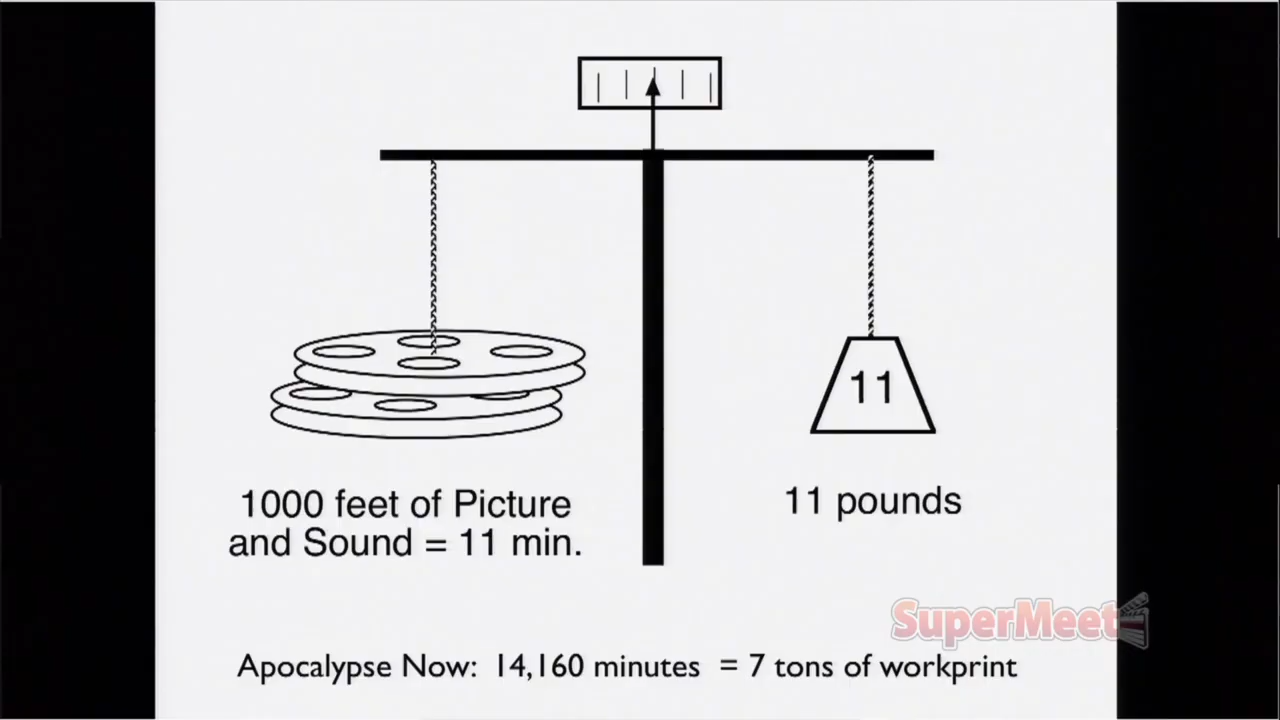 11
1000 feet of Picture
and Sound = 11 min.
11 pounds
SuperMeet
Apocalypse Now: 14,160 minutes = 7 tons of workprint